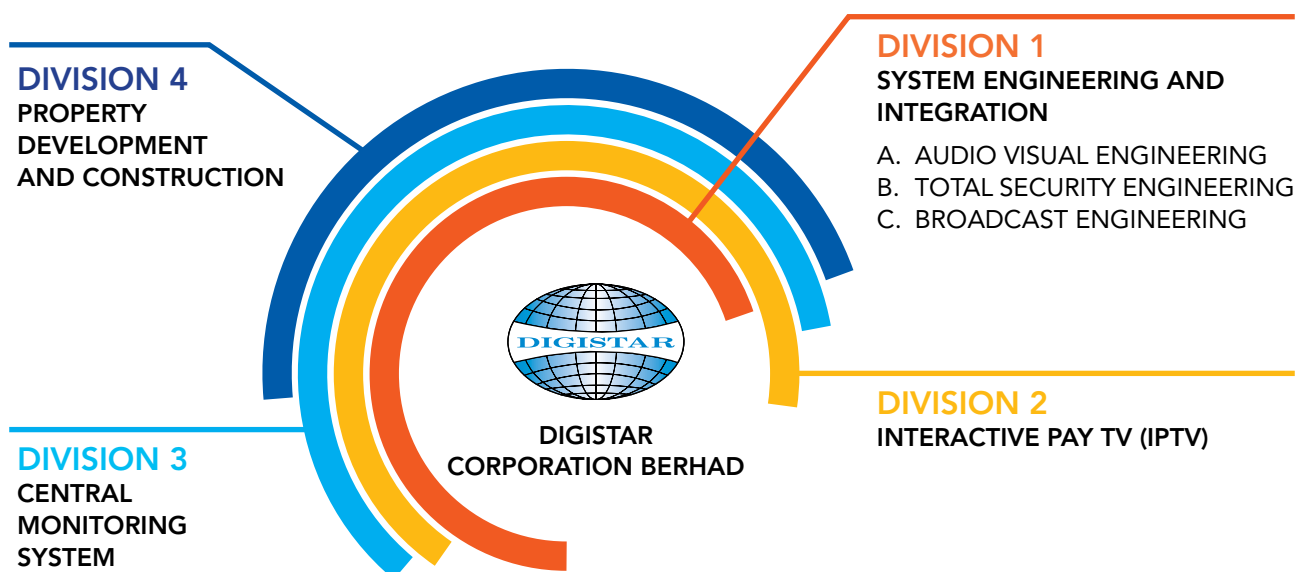 DIVISION 4
PROPERTY
DEVELOPMENT
AND CONSTRUCTION
DIVISION 1
SYSTEM ENGINEERING AND
INTEGRATION
A. AUDIO VISUAL ENGINEERING
B. TOTAL SECURITY ENGINEERING
C. BROADCAST ENGINEERING
DIGISTAR
DIGISTAR
CORPORATION BERHAD
DIVISION 2
INTERACTIVE PAY TV (IPTV)
DIVISION 3
CENTRAL
MONITORING
SYSTEM